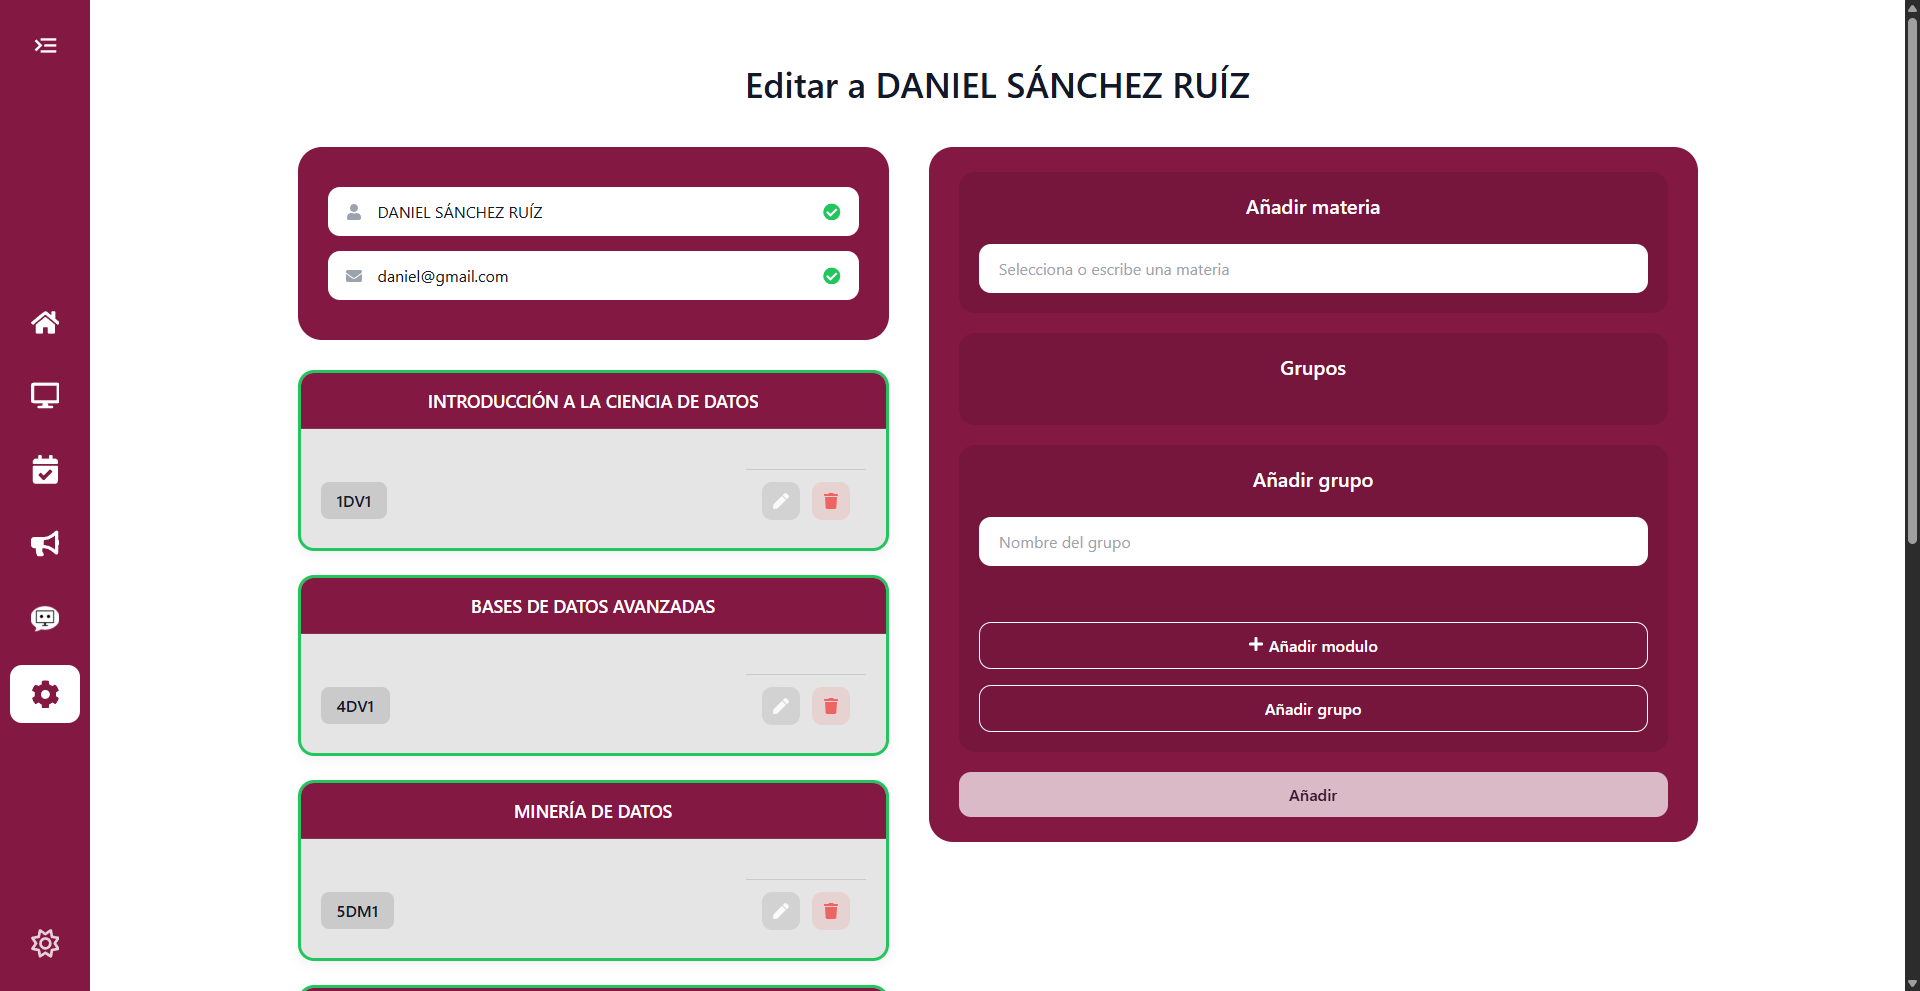 Editar a DANIEL SÁNCHEZ RUÍZ
DANIEL SÁNCHEZ RUÍZ
daniel@gmail.com
INTRODUCCIÓN A LA CIENCIA DE DATOS
1DV1
BASES DE DATOS AVANZADAS
4DV1
MINERÍA DE DATOS
5DM1
Añadir materia
Selecciona o escribe una materia
Grupos
Añadir grupo
Nombre del grupo
Añadir modulo
Añadir grupo
Añadir